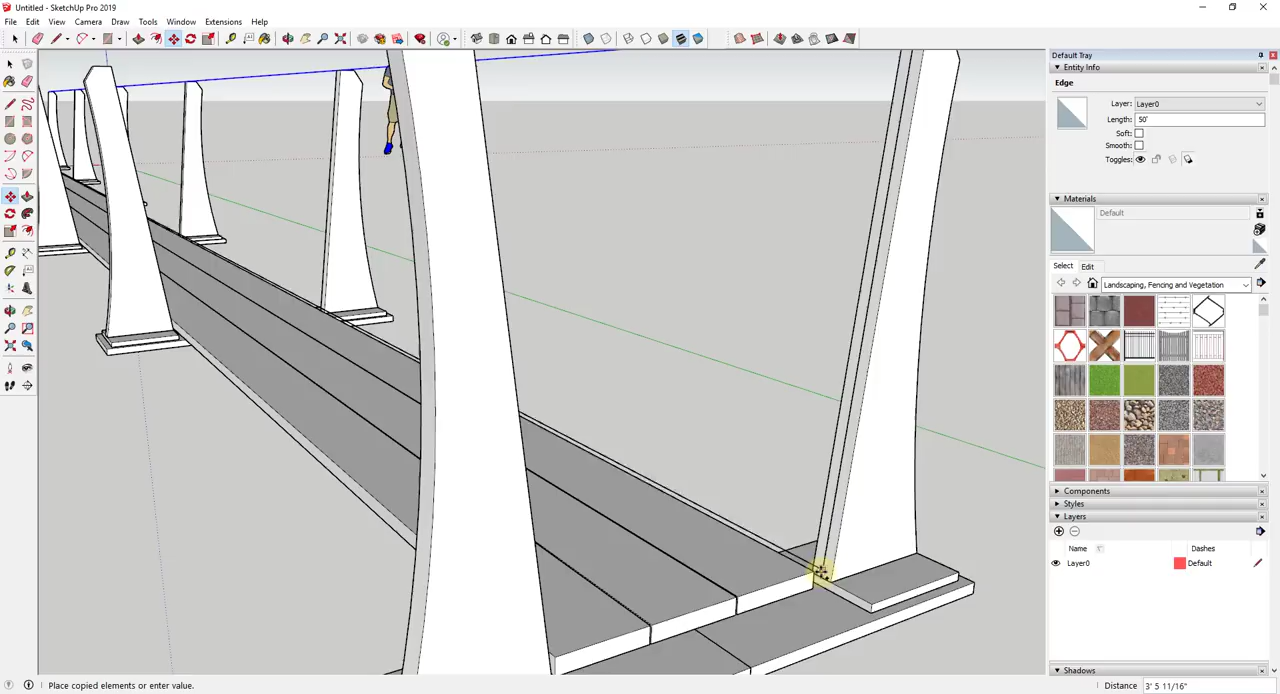 Untitled - SketchUp Pro 2019
File Edit View Camera Draw Tools Window Extensions Help
Default Tray
Entity Info
Edge
Layer: Layer0
Length: 50'
Soft:
Smooth:
Toggles:
Materials
Default
Select Edit
Landscaping, Fencing and Vegetation
Components
Styles
Layers
Name Dashes
Layer0 Default
Shadows
Place copied elements or enter value.
Distance 3' 5 11/16"